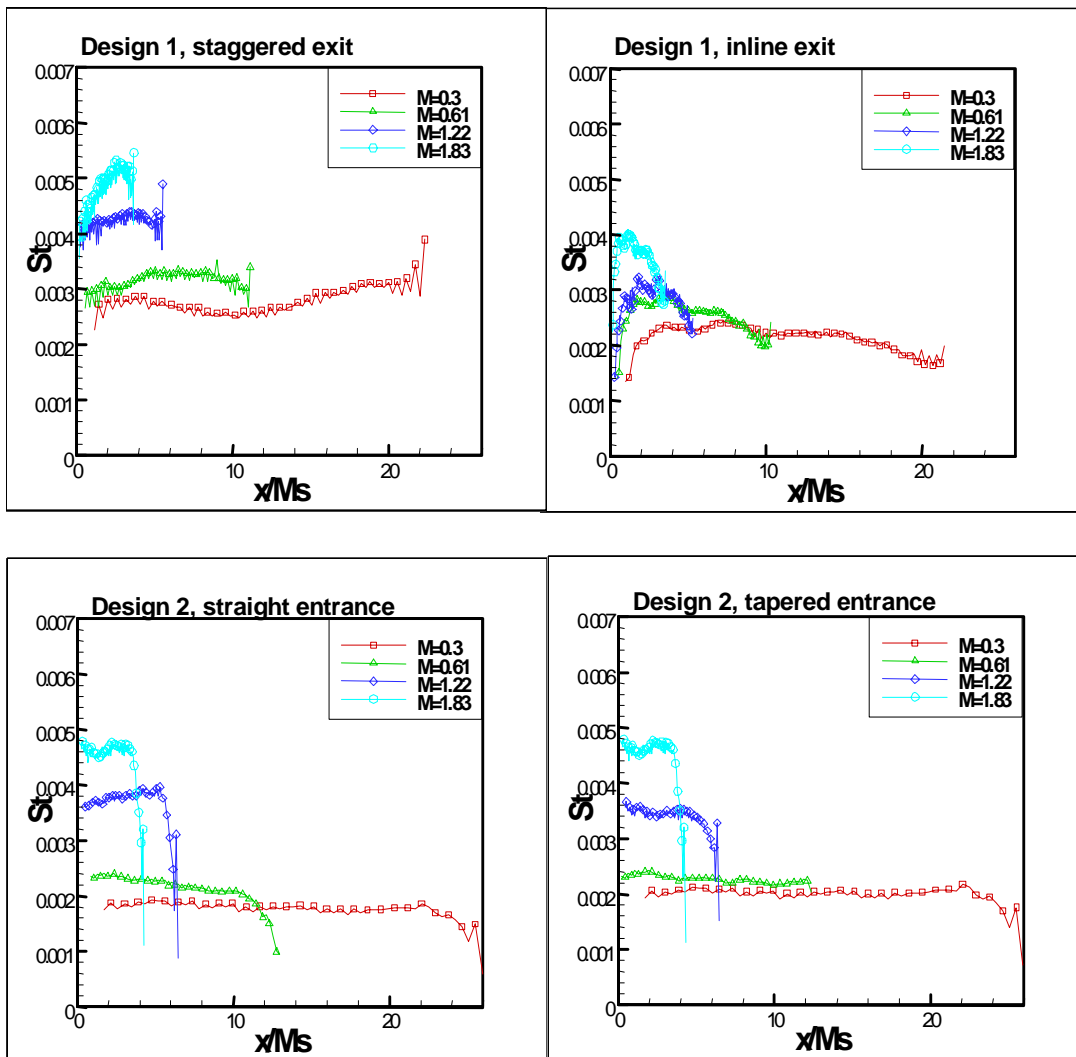 Design 1, staggered exit
0.007
0.006
0.005
0.004
0.003
0.002
0.001
0
St
0
10
20
x/Ms
M=0.3
M=0.61
M=1.22
M=1.83
Design 1, inline exit
0.007
0.006
0.005
0.004
0.003
0.002
0.001
0
St
0
10
20
x/Ms
M=0.3
M=0.61
M=1.22
M=1.83
Design 2, straight entrance
0.007
0.006
0.005
0.004
0.003
0.002
0.001
0
St
0
10
20
x/Ms
M=0.3
M=0.61
M=1.22
M=1.83
Design 2, tapered entrance
0.007
0.006
0.005
0.004
0.003
0.002
0.001
0
St
0
10
20
x/Ms
M=0.3
M=0.61
M=1.22
M=1.83